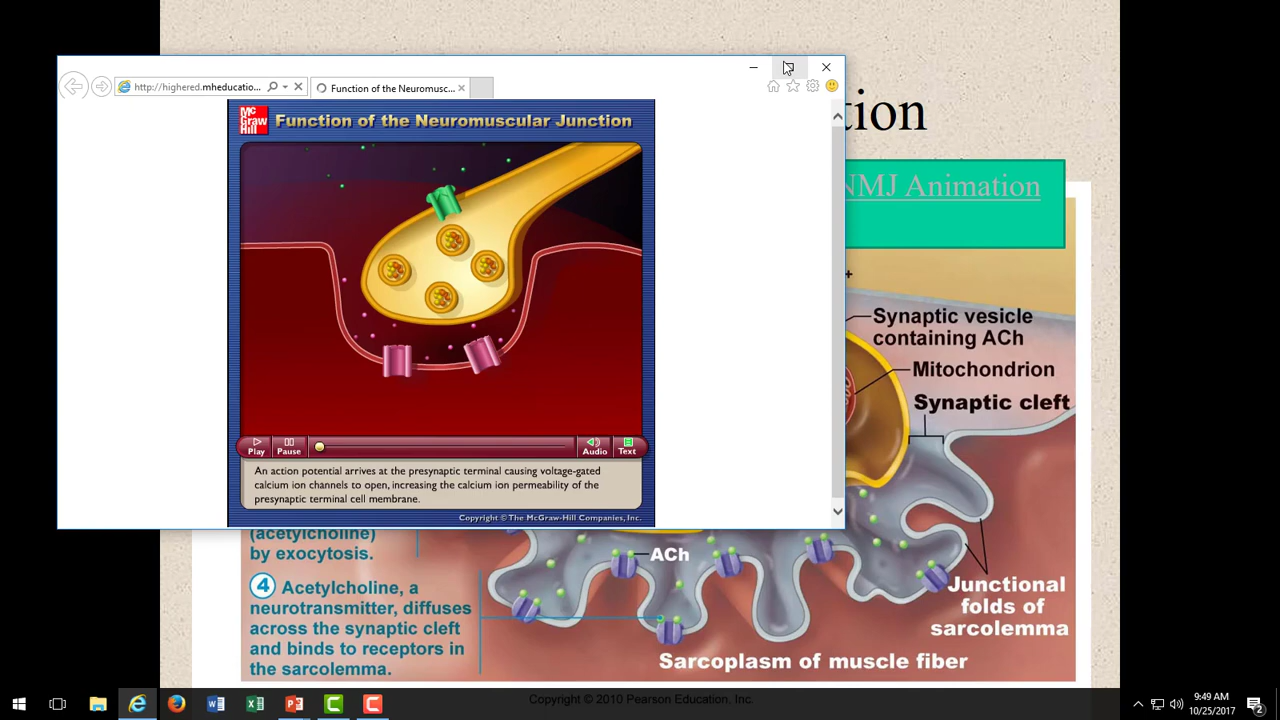 tion
http://highered.mheducatio...
Function of the Neuromusc...
Mc
Graw
Hill
Function of the Neuromuscular Junction
NMJ Animation
+
Synaptic vesicle
containing ACh
Mitochondrion
Synaptic cleft
Play
Pause
Audio
Text
An action potential arrives at the presynaptic terminal causing voltage-gated
calcium ion channels to open, increasing the calcium ion permeability of the
presynaptic terminal cell membrane.
Copyright © The McGraw-Hill Companies, Inc.
(acetylcholine)
by exocytosis.
ACh
4 Acetylcholine, a
neurotransmitter, diffuses
across the synaptic cleft
and binds to receptors in
the sarcolemma.
Junctional
folds of
sarcolemma
Sarcoplasm of muscle fiber
Copyright © 2010 Pearson Education, Inc.
9:49 AM
10/25/2017
2